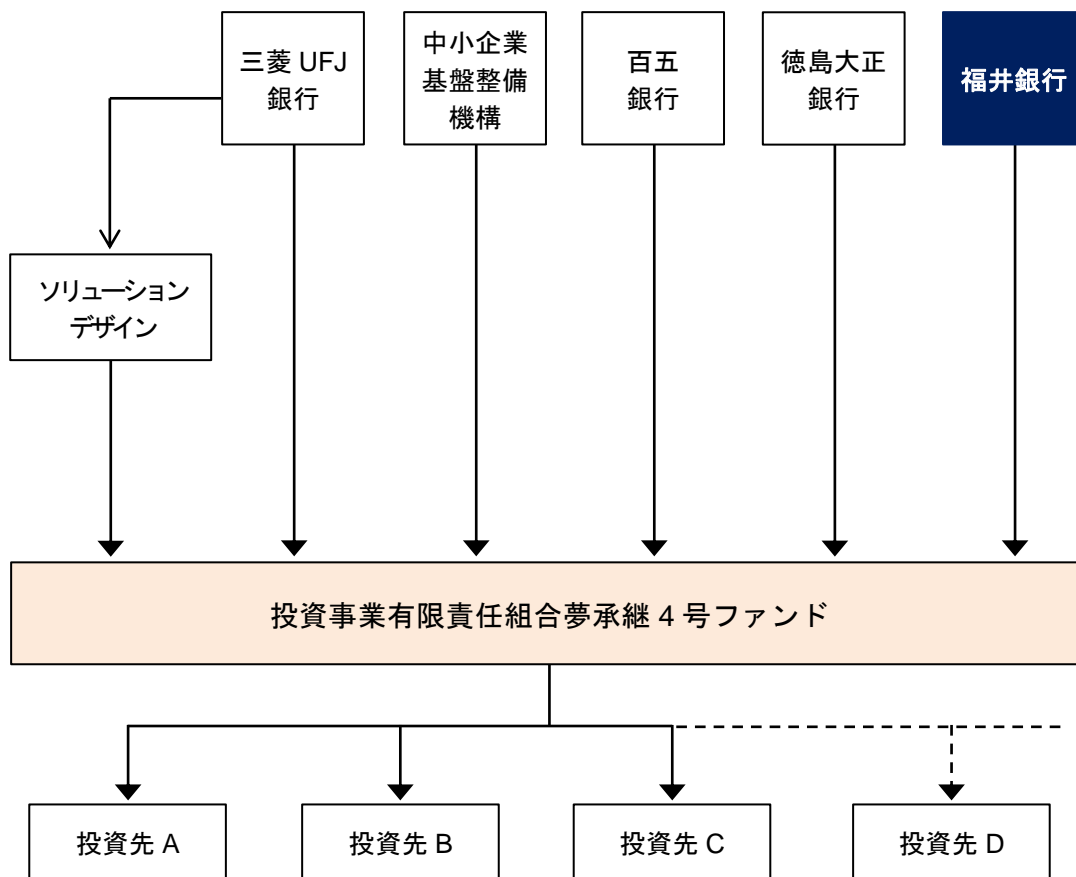 三菱 UFJ
銀行
中小企業
基盤整備
機構
百五
銀行
徳島大正
銀行
福井銀行
ソリューション
デザイン
投資事業有限責任組合夢承継 4 号ファンド
投資先 A
投資先 B
投資先 C
投資先 D